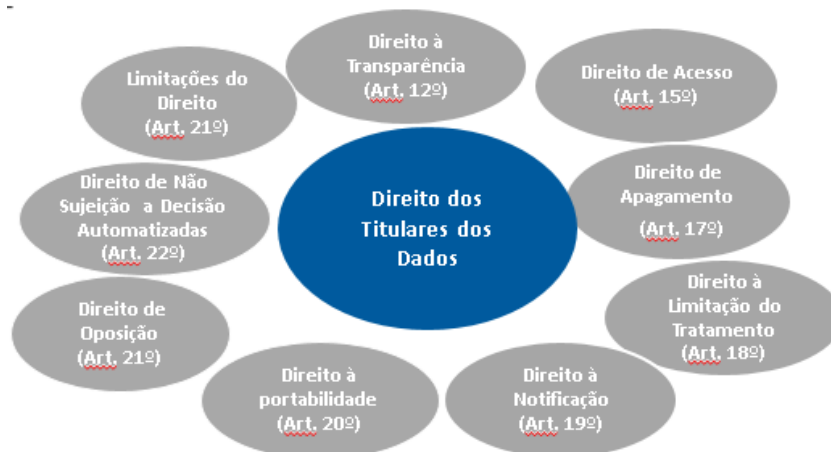 Direito à
Transparência
(Art. 12º)
Direito de Acesso
(Art. 15º)
Direito de
Apagamento
(Art. 17º)
Direito à
Limitação do
Tratamento
(Art. 18º)
Direito à
Notificação
(Art. 19º)
Direito à
portabilidade
(Art. 20º)
Direito de
Oposição
(Art. 21º)
Direito de Não
Sujeição a Decisão
Automatizadas
(Art. 22º)
Limitações do
Direito
(Art. 21º)
Direito dos
Titulares dos
Dados